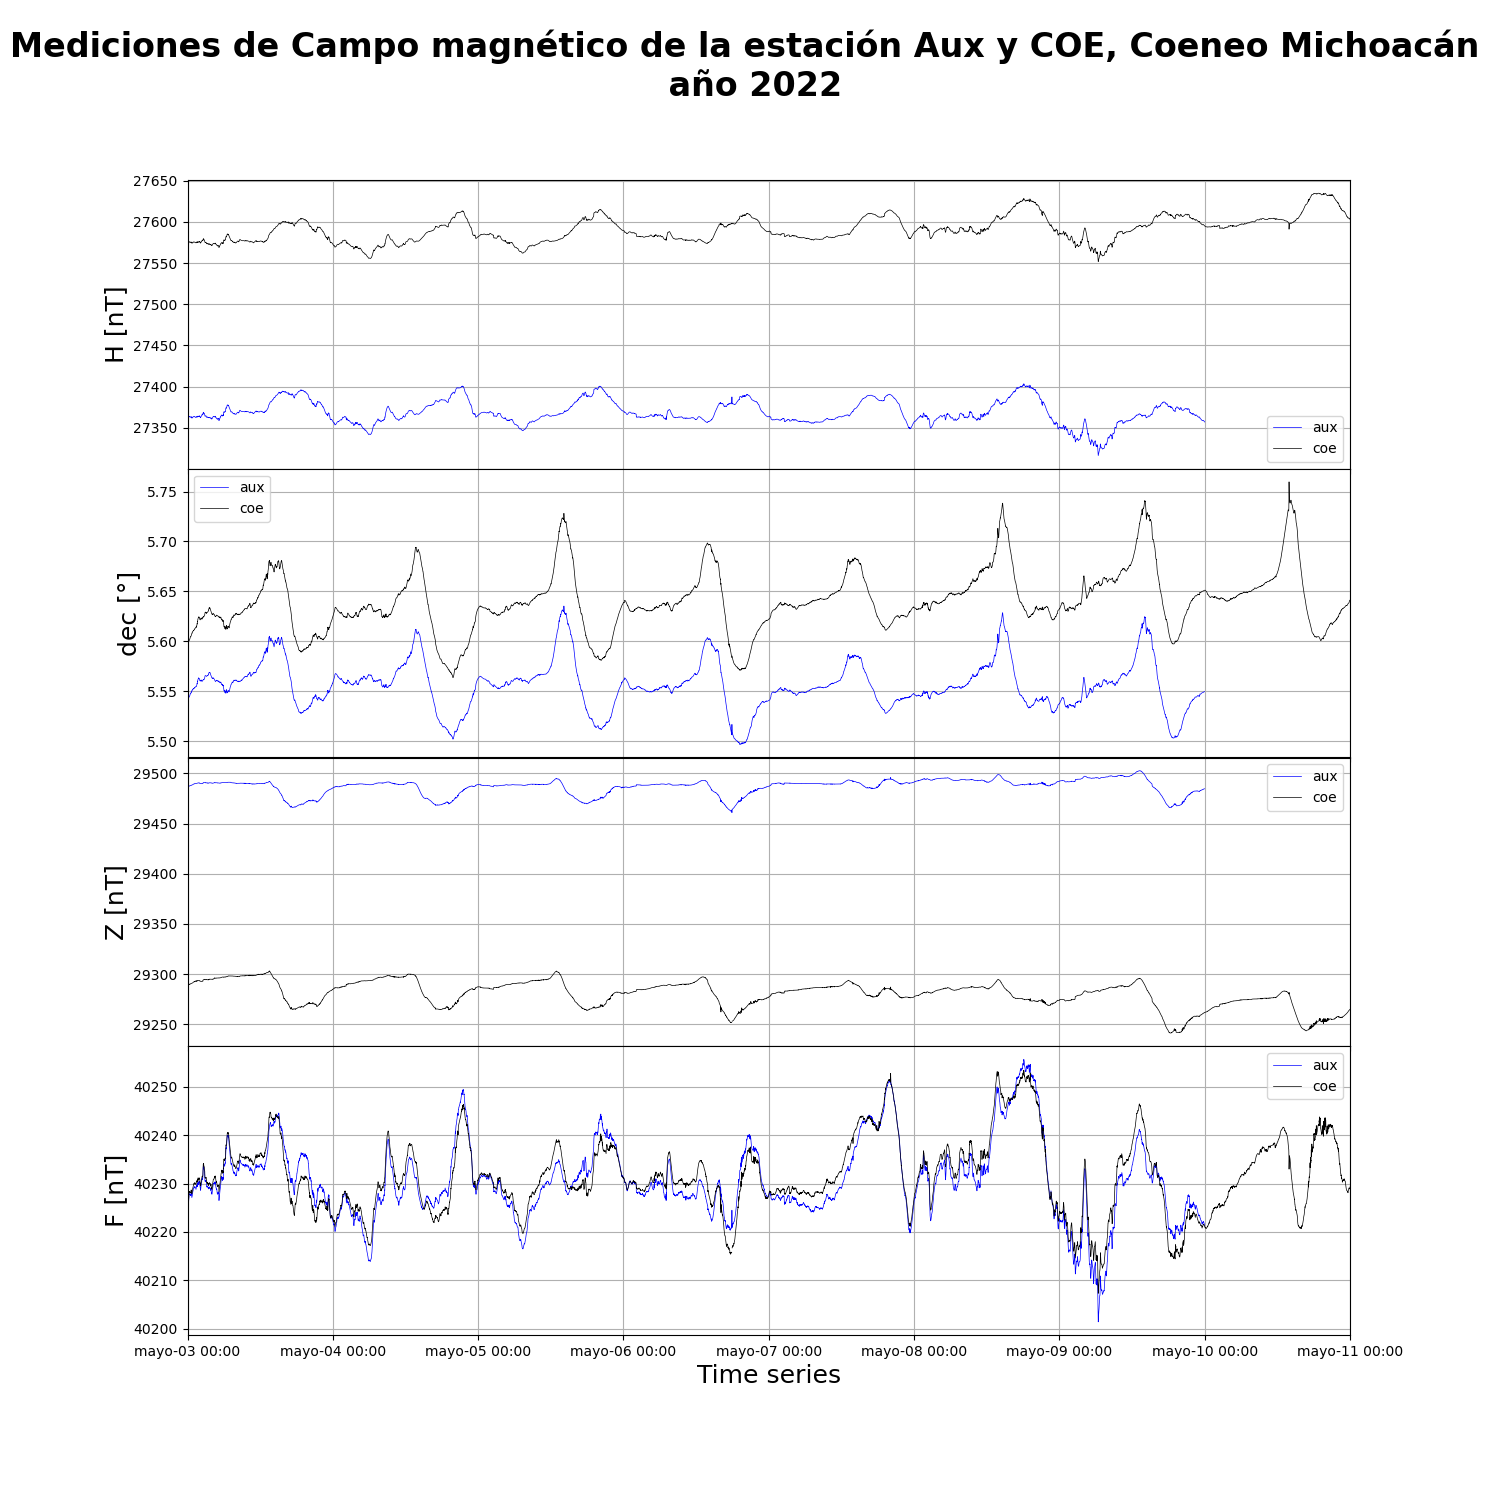 Mediciones de Campo magnético de la estación Aux y COE, Coeneo Michoacán
año 2022
27650
27600
27550
27500
27450
27400
27350
H [nT]
aux
coe
aux
coe
5.75
5.70
5.65
5.60
5.55
5.50
dec [°]
29500
29450
29400
29350
29300
29250
Z [nT]
aux
coe
aux
coe
40250
40240
40230
40220
40210
40200
F [nT]
mayo-03 00:00 mayo-04 00:00 mayo-05 00:00 mayo-06 00:00 mayo-07 00:00 mayo-08 00:00 mayo-09 00:00 mayo-10 00:00 mayo-11 00:00
Time series